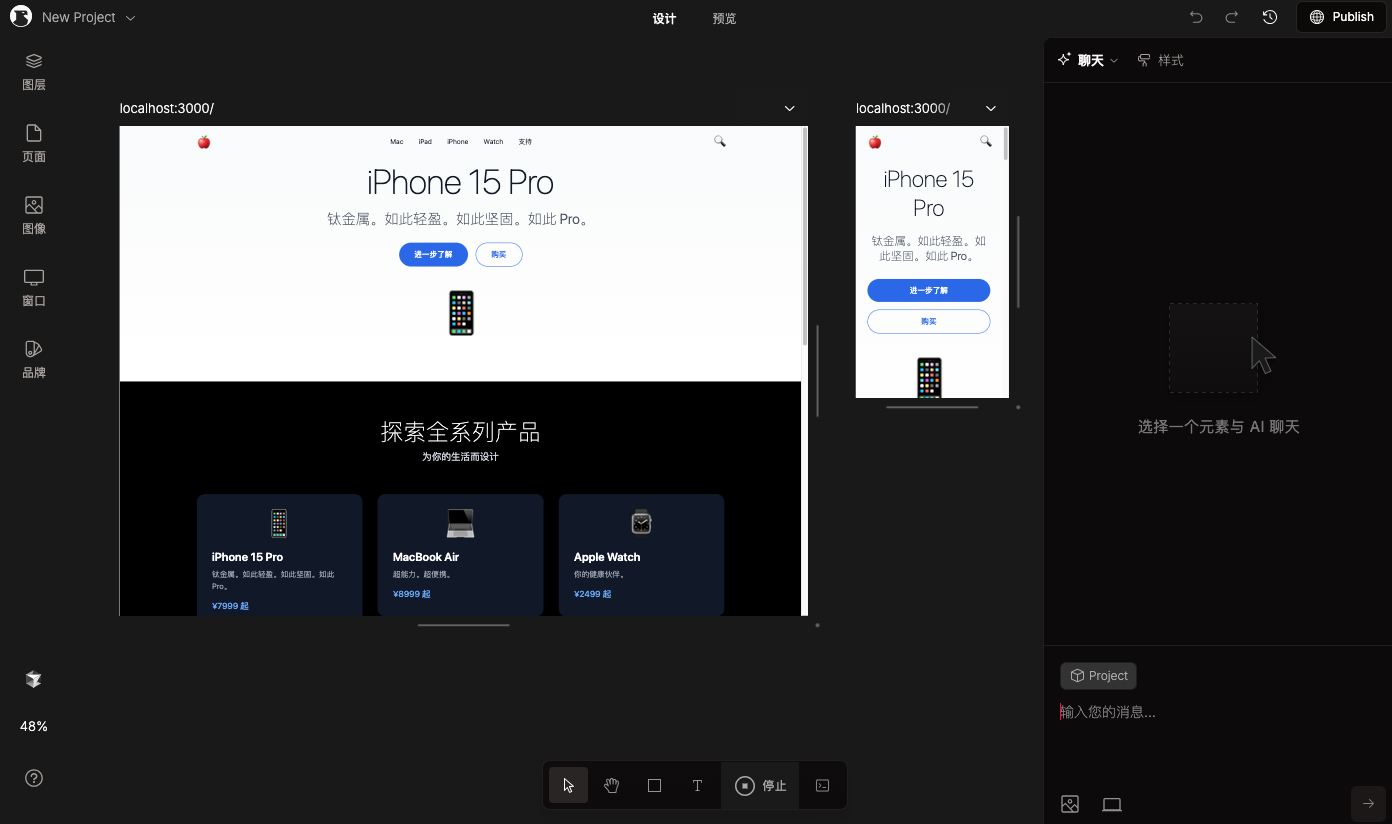 New Project
设计
预览
Publish
图层
页面
图像
窗口
品牌
48%
localhost:3000/
Mac
iPad
iPhone
Watch
支持
iPhone 15 Pro
钛金属。如此轻盈。如此坚固。如此 Pro。
进一步了解
购买
探索全系列产品
为你的生活而设计
iPhone 15 Pro
钛金属。如此轻盈。如此坚固。如此
Pro。
¥7999 起
MacBook Air
超能力。超便携。
¥8999 起
Apple Watch
你的健康伙伴。
¥2499 起
localhost:3000/
iPhone 15
Pro
钛金属。如此轻盈。如
此坚固。如此 Pro。
进一步了解
购买
停止
聊天
样式
选择一个元素与 AI 聊天
Project
输入您的消息...